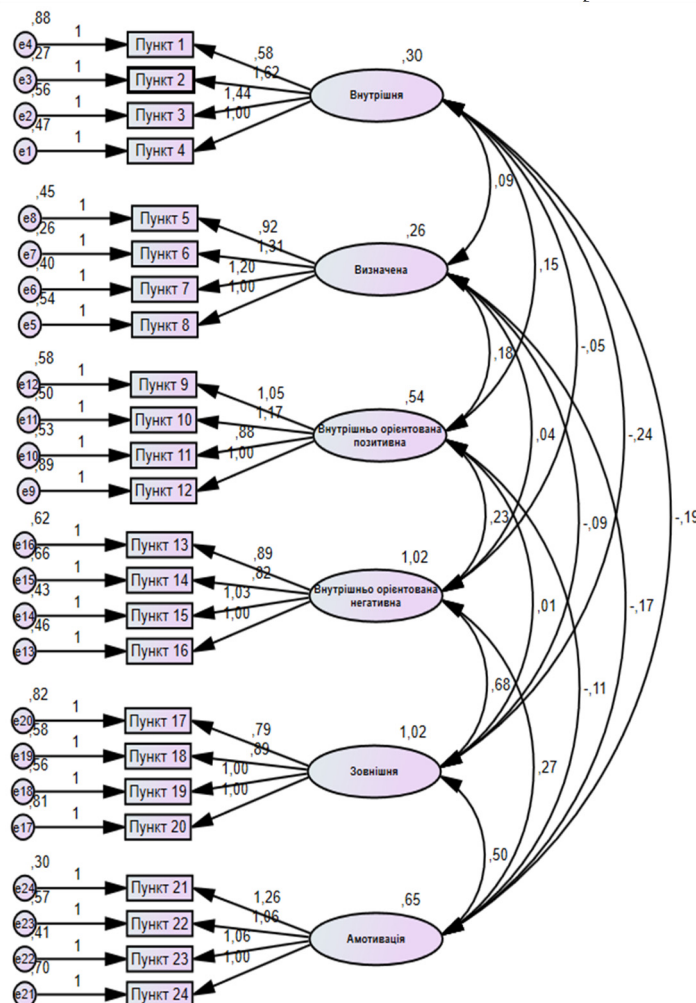 ,88
e4 1 Пункт 1 ,58 ,30
,27
e3 1 Пункт 2 1,62 Внутрішня
,56
e2 1 Пункт 3 1,44
,47
e1 1 Пункт 4 1,00
,09
,45
e8 1 Пункт 5 ,92 ,26
,26
e7 1 Пункт 6 1,31 Визначена ,15
,40
e6 1 Пункт 7 1,20
,54
e5 1 Пункт 8 1,00
,18 -,05
,58
e12 1 Пункт 9 1,05 ,54
,50
e11 1 Пункт 10 1,17 Внутрішньо орієнтована
позитивна
,53
e10 1 Пункт 11 ,88 ,04 -,24
,89
e9 1 Пункт 12 1,00
,23 -,09 -,19
,62
e16 1 Пункт 13 ,89 1,02
,66
e15 1 Пункт 14 ,82 Внутрішньо орієнтована
негативна
,43
e14 1 Пункт 15 1,03 ,01 -,17
,46
e13 1 Пункт 16 1,00
,68 -,11
,82
e20 1 Пункт 17 ,79 1,02
,58
e19 1 Пункт 18 ,89 Зовнішня
,56
e18 1 Пункт 19 1,00 ,27
,81
e17 1 Пункт 20 1,00
,50
,30
e24 1 Пункт 21 1,26 ,65
,57
e23 1 Пункт 22 1,06 Амотивація
,41
e22 1 Пункт 23 1,06
,70
e21 1 Пункт 24 1,00